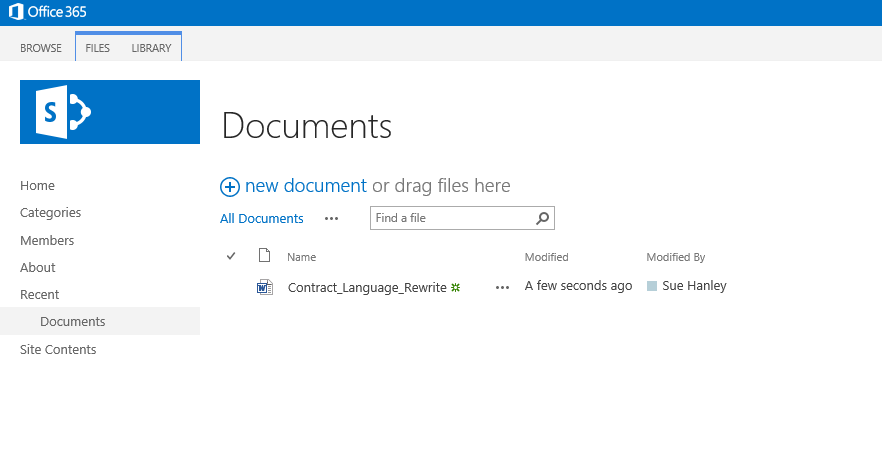 Office 365
BROWSE FILES LIBRARY
S
Documents
Home
Categories
Members
About
Recent
Documents
Site Contents
new document or drag files here
All Documents ••• Find a file
Name Modified Modified By
Contract_Language_Rewrite ••• A few seconds ago Sue Hanley